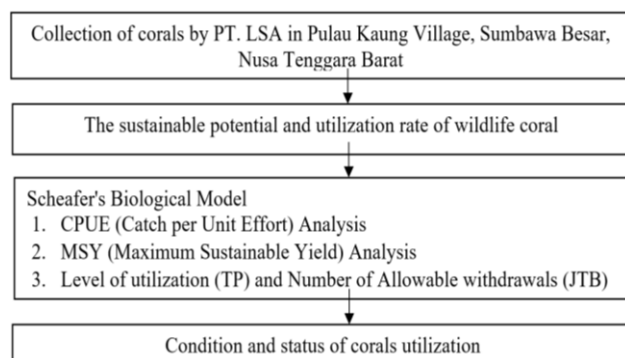 Collection of corals by PT. LSA in Pulau Kaung Village, Sumbawa Besar,
Nusa Tenggara Barat
The sustainable potential and utilization rate of wildlife coral
Scheafer's Biological Model
1. CPUE (Catch per Unit Effort) Analysis
2. MSY (Maximum Sustainable Yield) Analysis
3. Level of utilization (TP) and Number of Allowable withdrawals (JTB)
Condition and status of corals utilization